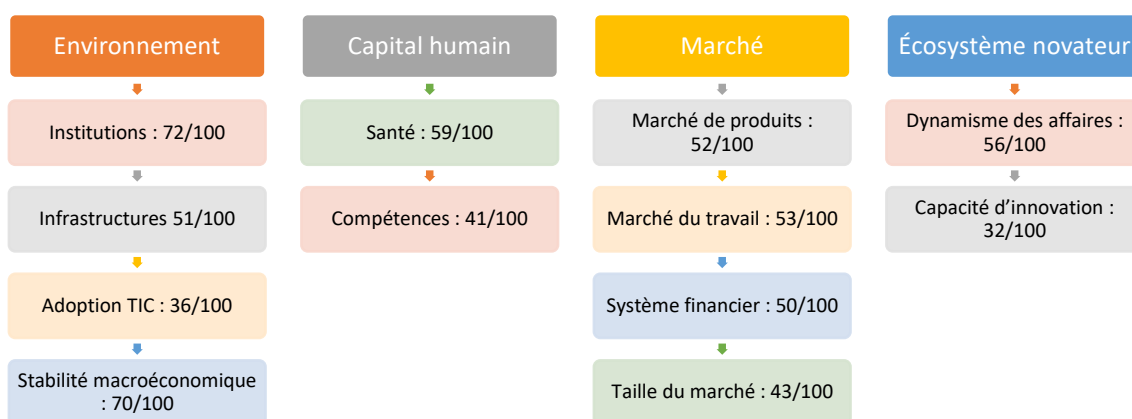 Environnement
Institutions : 72/100
Infrastructures 51/100
Adoption TIC : 36/100
Stabilité macroéconomique
: 70/100
Capital humain
Santé : 59/100
Compétences : 41/100
Marché
Marché de produits :
52/100
Marché du travail : 53/100
Système financier : 50/100
Taille du marché : 43/100
Écosystème novateur
Dynamisme des affaires :
56/100
Capacité d’innovation :
32/100